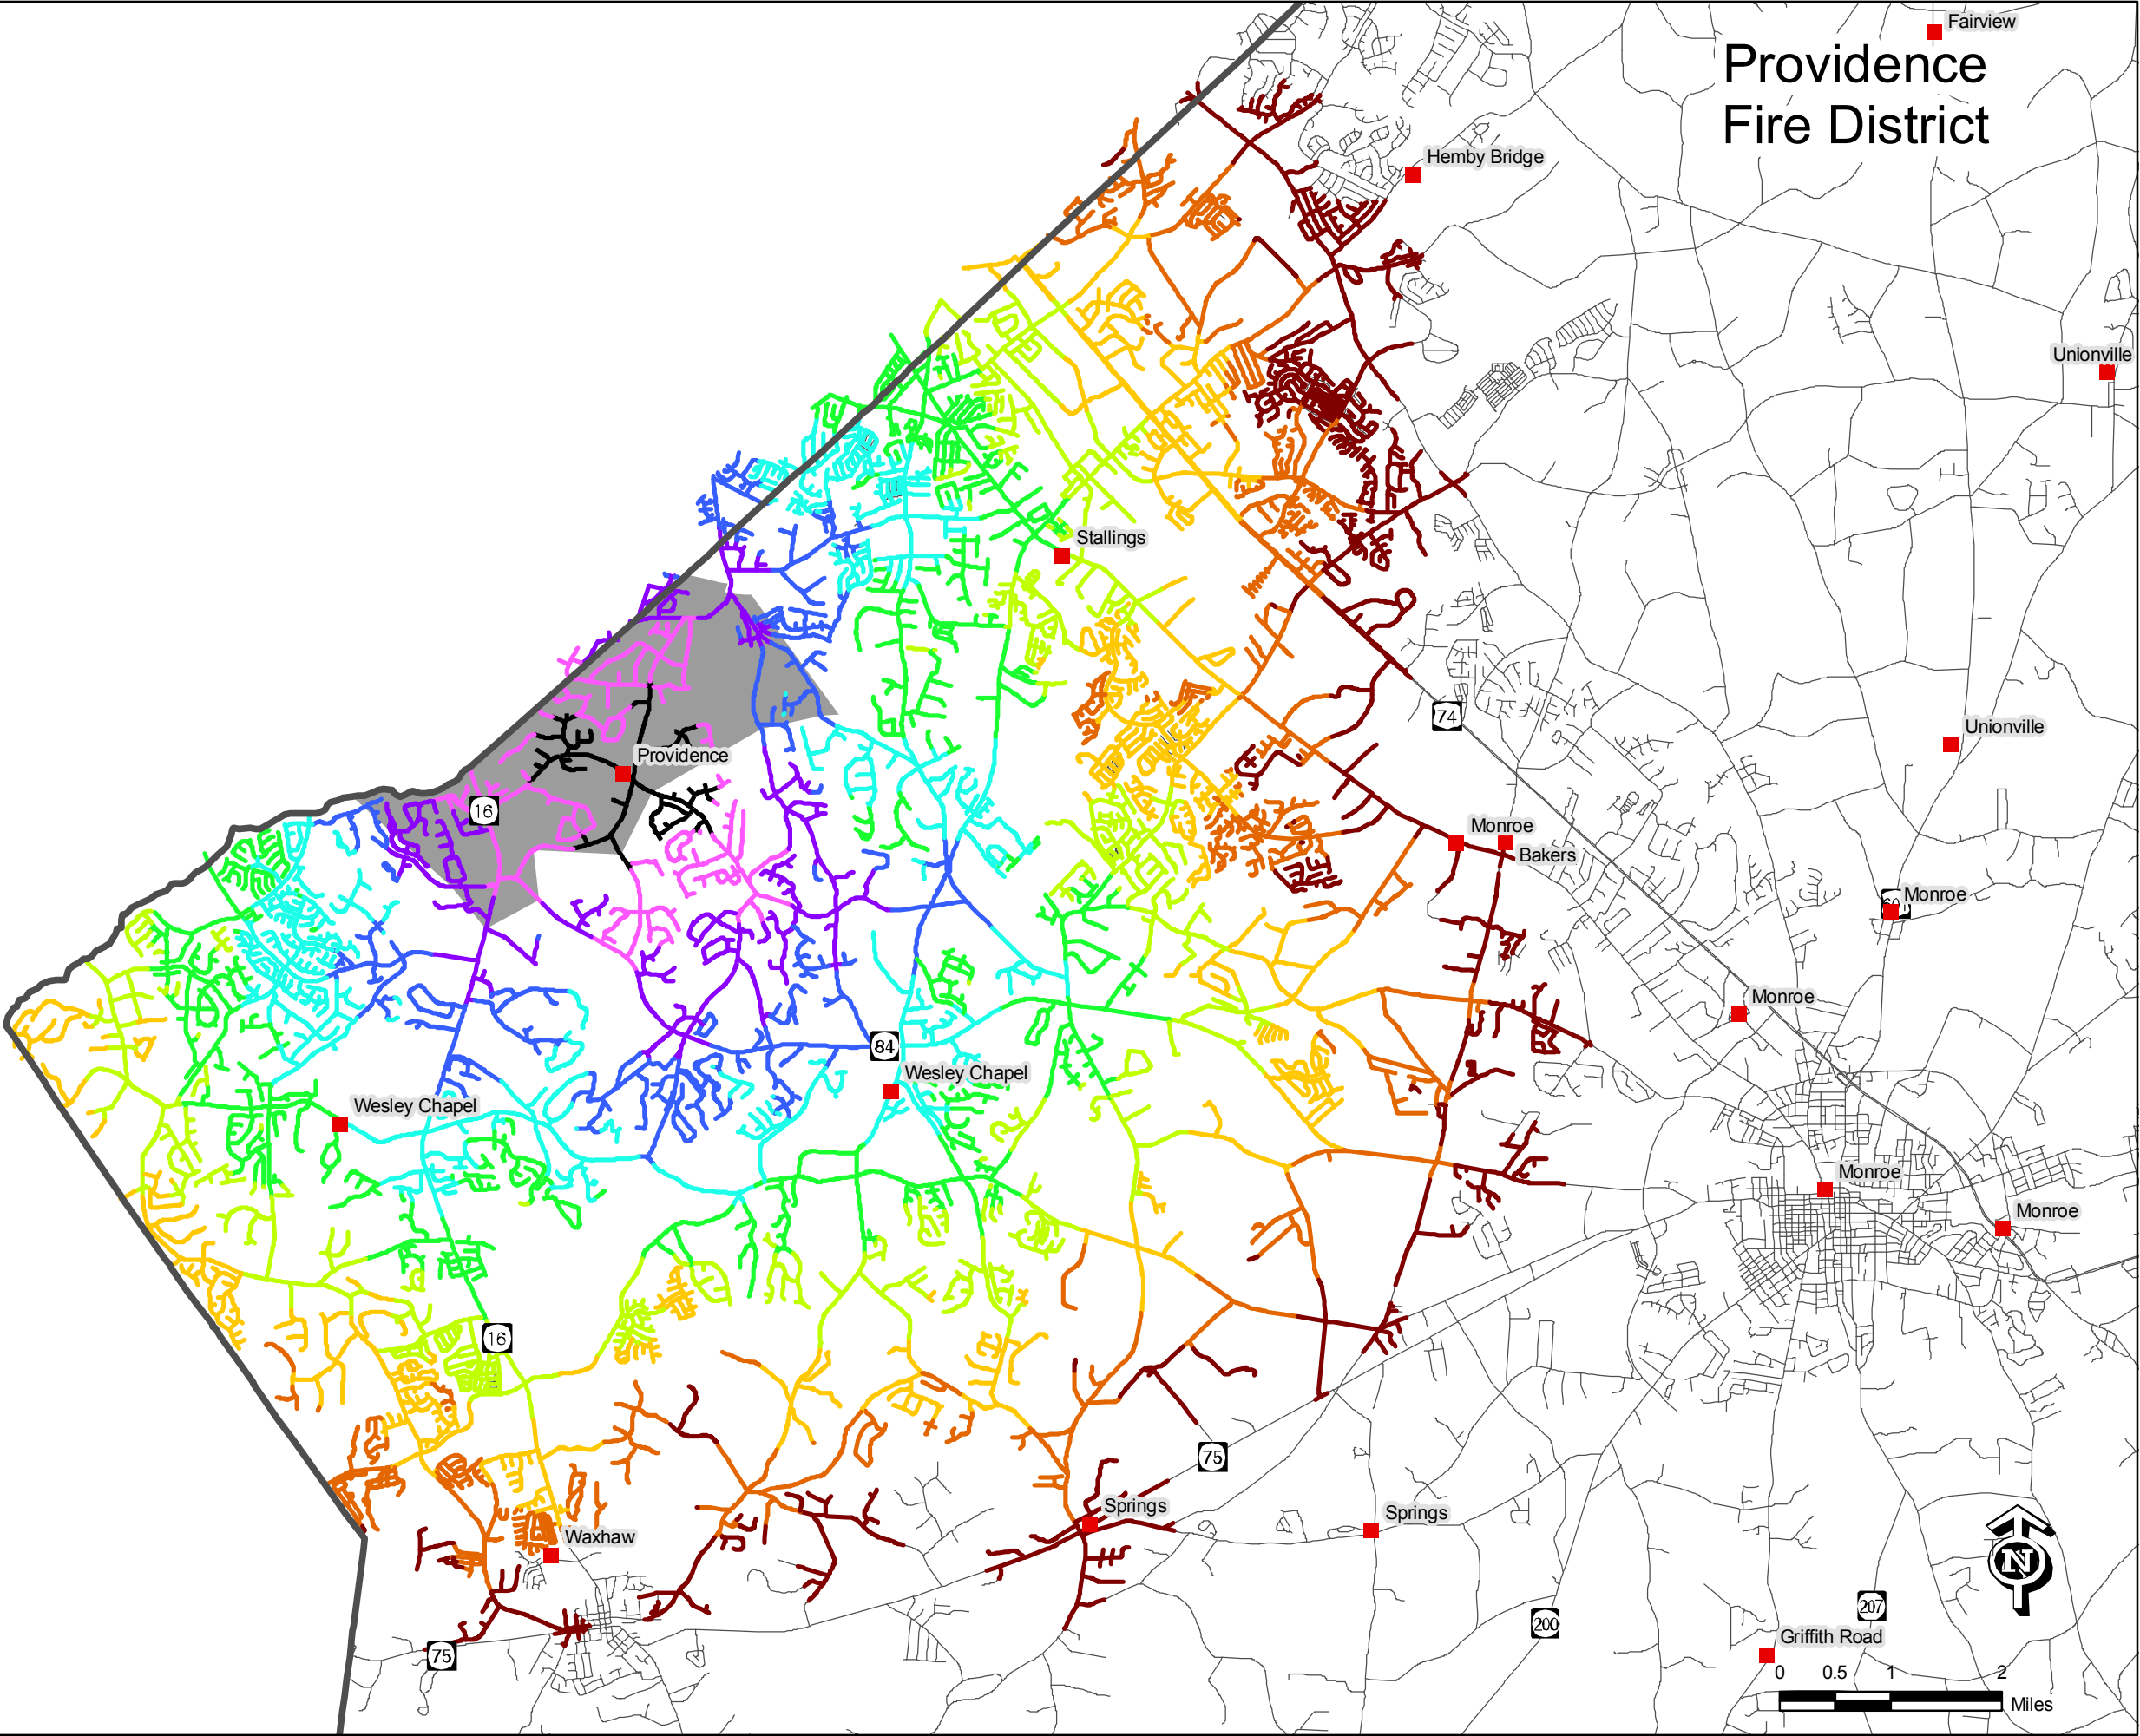 Fairview
Providence
Fire District
Hemby Bridge
Unionville
Stallings
74
Unionville
Providence
16
Monroe
Bakers
Monroe
Monroe
84
Wesley Chapel
Wesley Chapel
Monroe
Monroe
16
75
Springs
Springs
Waxhaw
N
207
200
Griffith Road
75
0 0.5 1 2
Miles